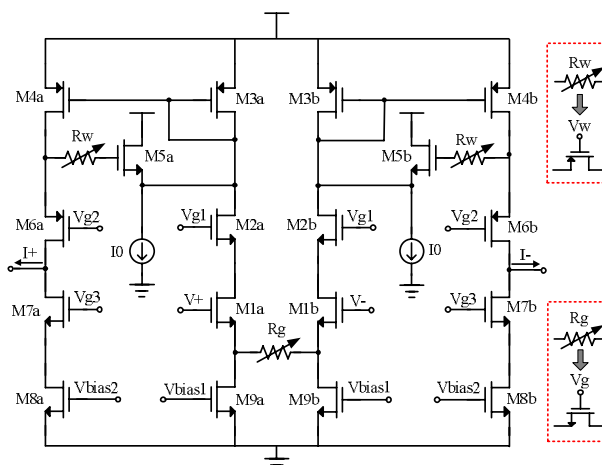 M4a M3a M3b M4b Rw
Rw M5a M5b Rw Vw
M6a Vg2 Vg1 M2a M2b Vg1 Vg2 M6b
I+ I0 I0 I-
M7a Vg3 V+ M1a M1b V- Vg3 M7b Rg
Rg
Vg
M8a Vbias2 Vbias1 M9a M9b Vbias1 Vbias2 M8b